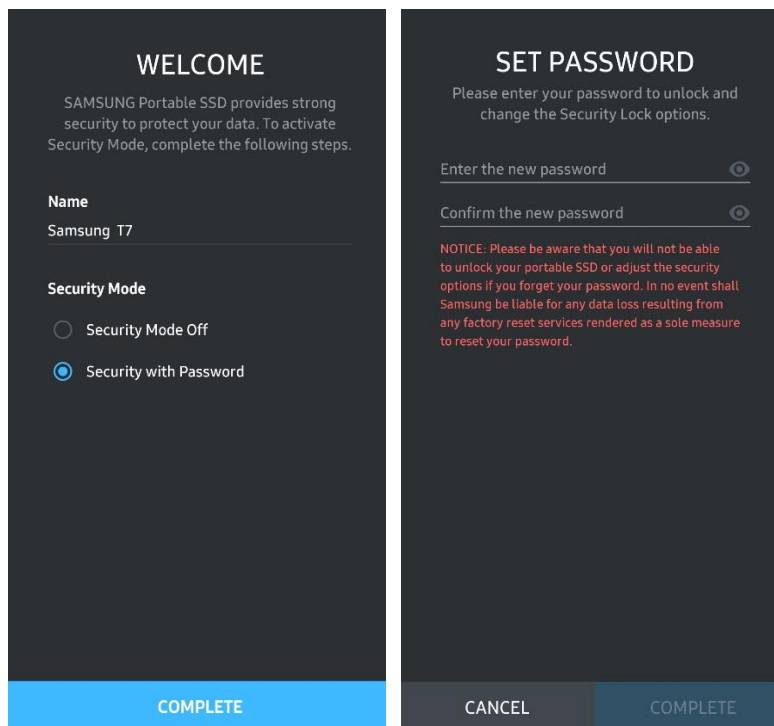 WELCOME
SAMSUNG Portable SSD provides strong
security to protect your data. To activate
Security Mode, complete the following steps.
Name
Samsung T7
Security Mode
Security Mode Off
Security with Password
COMPLETE
SET PASSWORD
Please enter your password to unlock and
change the Security Lock options.
Enter the new password
Confirm the new password
NOTICE: Please be aware that you will not be able
to unlock your portable SSD or adjust the security
options if you forget your password. In no event shall
Samsung be liable for any data loss resulting from
any factory reset services rendered as a sole measure
to reset your password.
CANCEL
COMPLETE